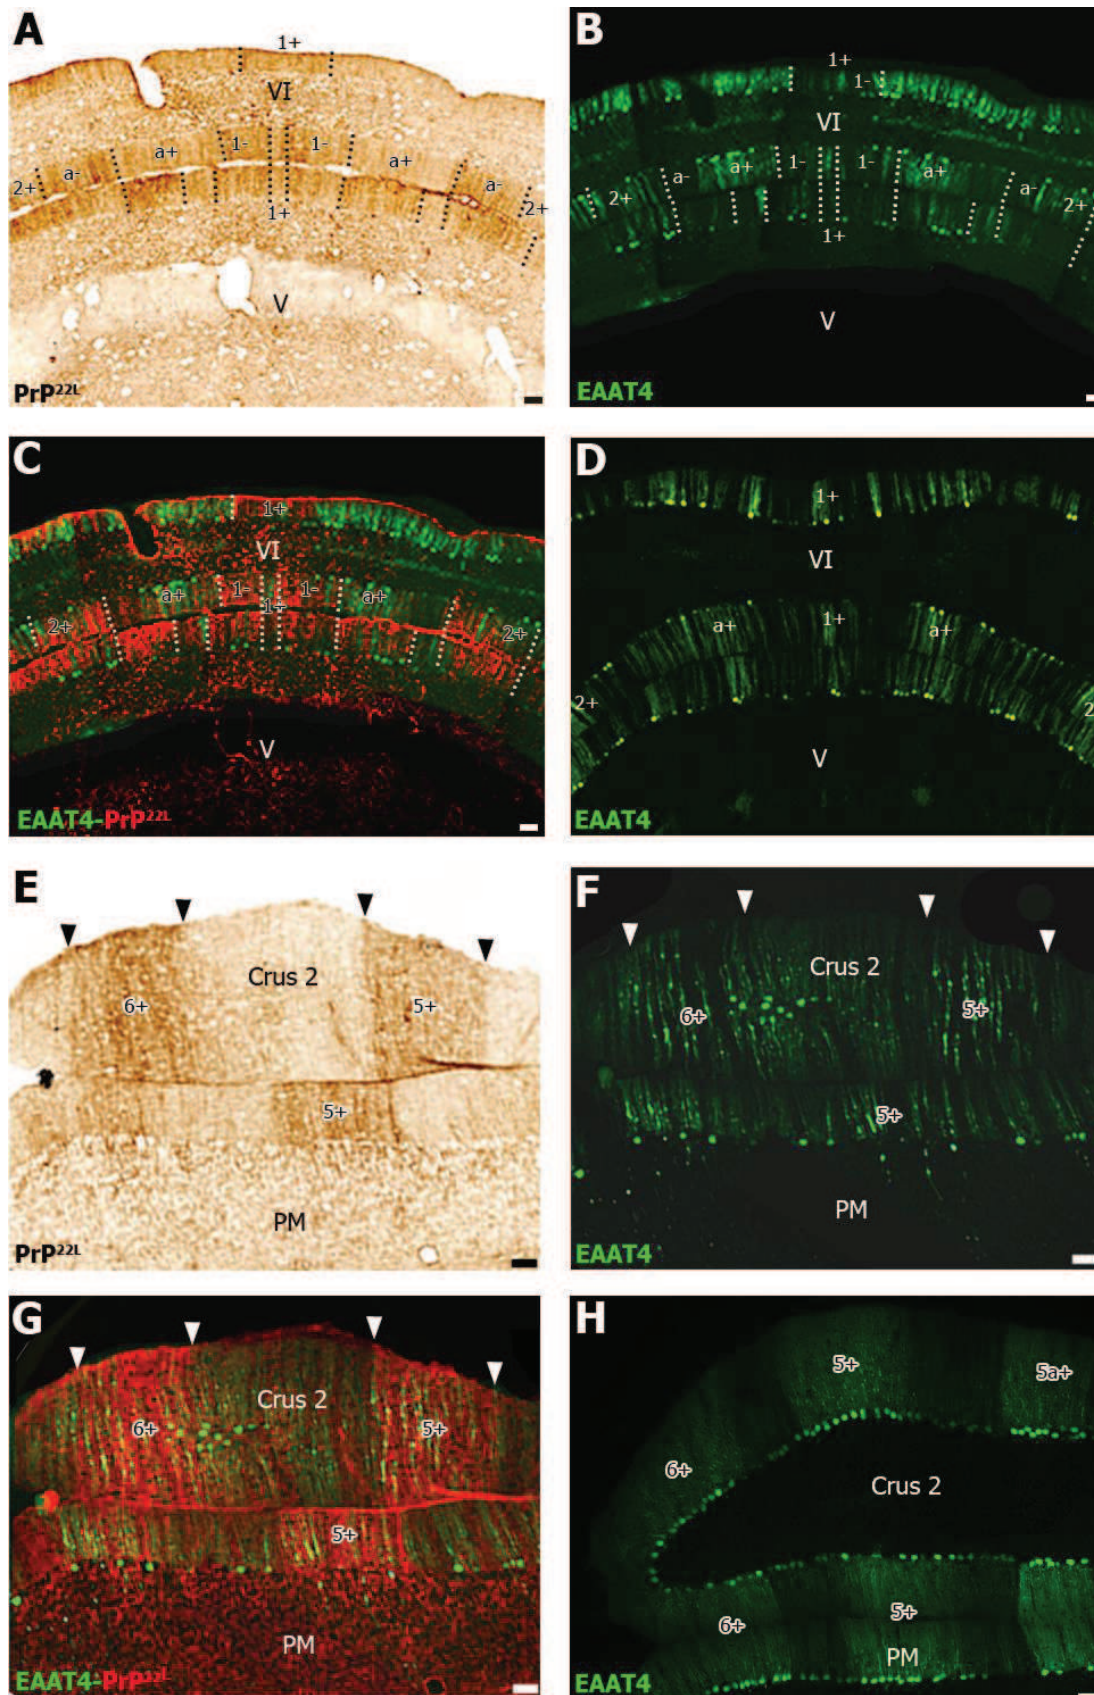 A
1+
VI
1-
1-
a+
a+
a-
a-
2+
2+
1+
V
PrP²²ᴸ
B
1+
1-
VI
a+
1-
1-
a+
a-
a-
2+
2+
1+
V
EAAT4
C
1+
VI
a+
1-
1+
1-
a+
2+
2+
V
EAAT4-PrP²²ᴸ
D
1+
VI
a+
1+
a+
2+
2
V
EAAT4
E
Crus 2
6+
5+
5+
PM
PrP²²ᴸ
F
Crus 2
6+
5+
5+
PM
EAAT4
G
Crus 2
6+
5+
5+
PM
EAAT4-PrP²²ᴸ
H
5+
5a+
6+
Crus 2
5+
6+
PM
EAAT4